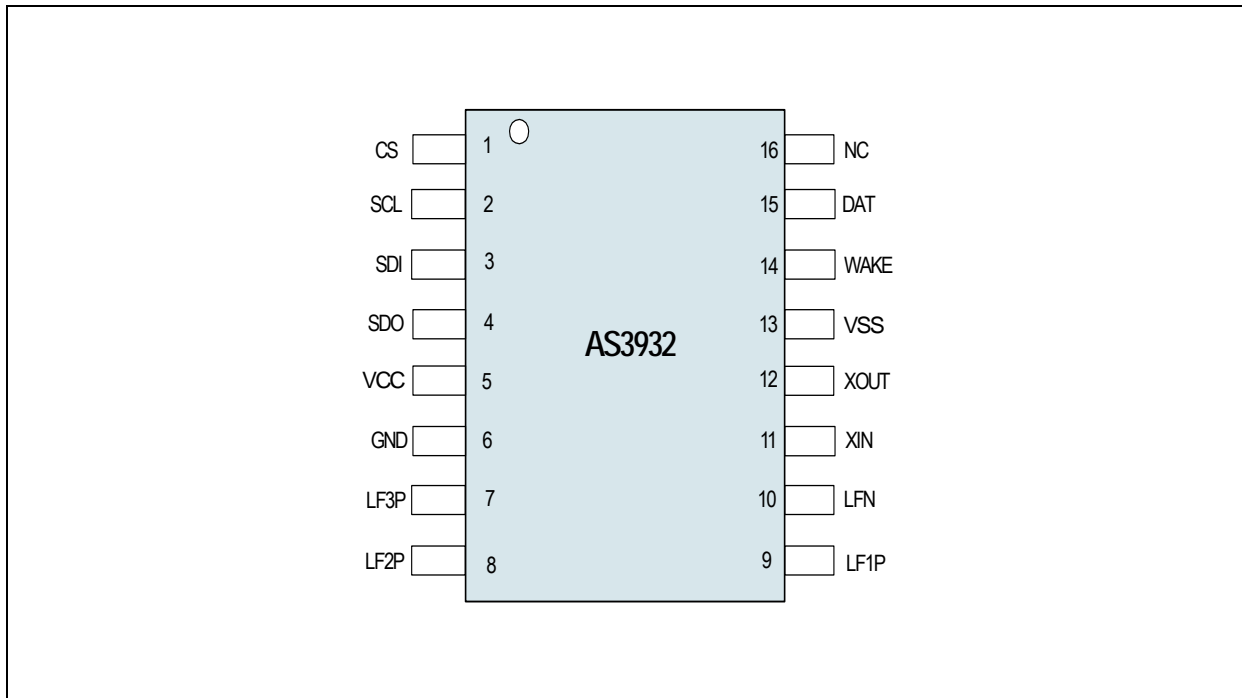 CS 1 16 NC
SCL 2 15 DAT
SDI 3 14 WAKE
SDO 4 13 VSS
AS3932
VCC 5 12 XOUT
GND 6 11 XIN
LF3P 7 10 LFN
LF2P 8 9 LF1P